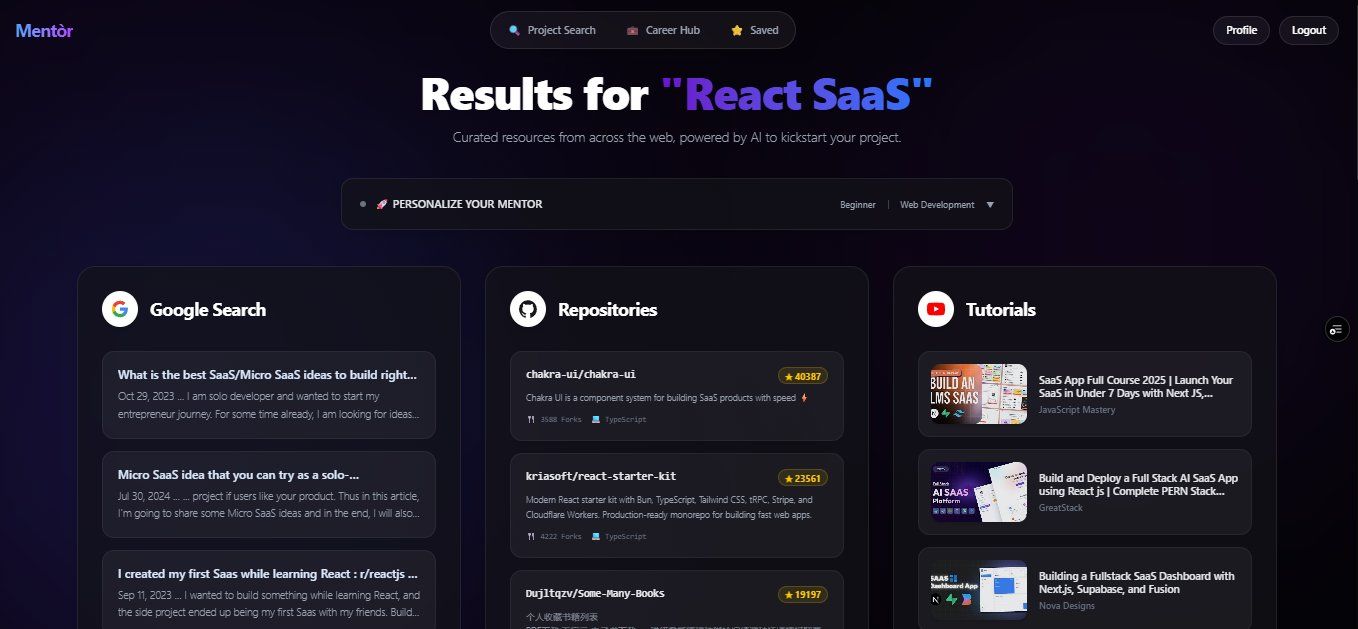 Mentòr
Project Search
Career Hub
Saved
Profile
Logout
Results for "React SaaS"
Curated resources from across the web, powered by AI to kickstart your project.
PERSONALIZE YOUR MENTOR
Beginner | Web Development
Google Search
What is the best SaaS/Micro SaaS ideas to build right...
Oct 29, 2023 ... I am solo developer and wanted to start my
entrepreneur journey. For some time already, I am looking for ideas...
Micro SaaS idea that you can try as a solo-...
Jul 30, 2024 ... ... project if users like your product. Thus in this article,
I'm going to share some Micro SaaS ideas and in the end, I will also...
I created my first Saas while learning React : r/reactjs ...
Sep 11, 2023 ... I wanted to build something while learning React, and
the side project ended up being my first Saas with my friends. Build...
Repositories
chakra-ui/chakra-ui
★ 40387
Chakra UI is a component system for building SaaS products with speed ⚡
3588 Forks
TypeScript
kriasoft/react-starter-kit
★ 23561
Modern React starter kit with Bun, TypeScript, Tailwind CSS, tRPC, Stripe, and
Cloudflare Workers. Production-ready monorepo for building fast web apps.
4222 Forks
TypeScript
Dujltqzv/Some-Many-Books
★ 19197
个人收藏书籍列表
Tutorials
BUILD AN
LMS SAAS
SaaS App Full Course 2025 | Launch Your
SaaS in Under 7 Days with Next JS,...
JavaScript Mastery
AI SAAS
Platform
Build and Deploy a Full Stack AI SaaS App
using React js | Complete PERN Stack...
GreatStack
SAAS
Dashboard App
Building a Fullstack SaaS Dashboard with
Next.js, Supabase, and Fusion
Nova Designs